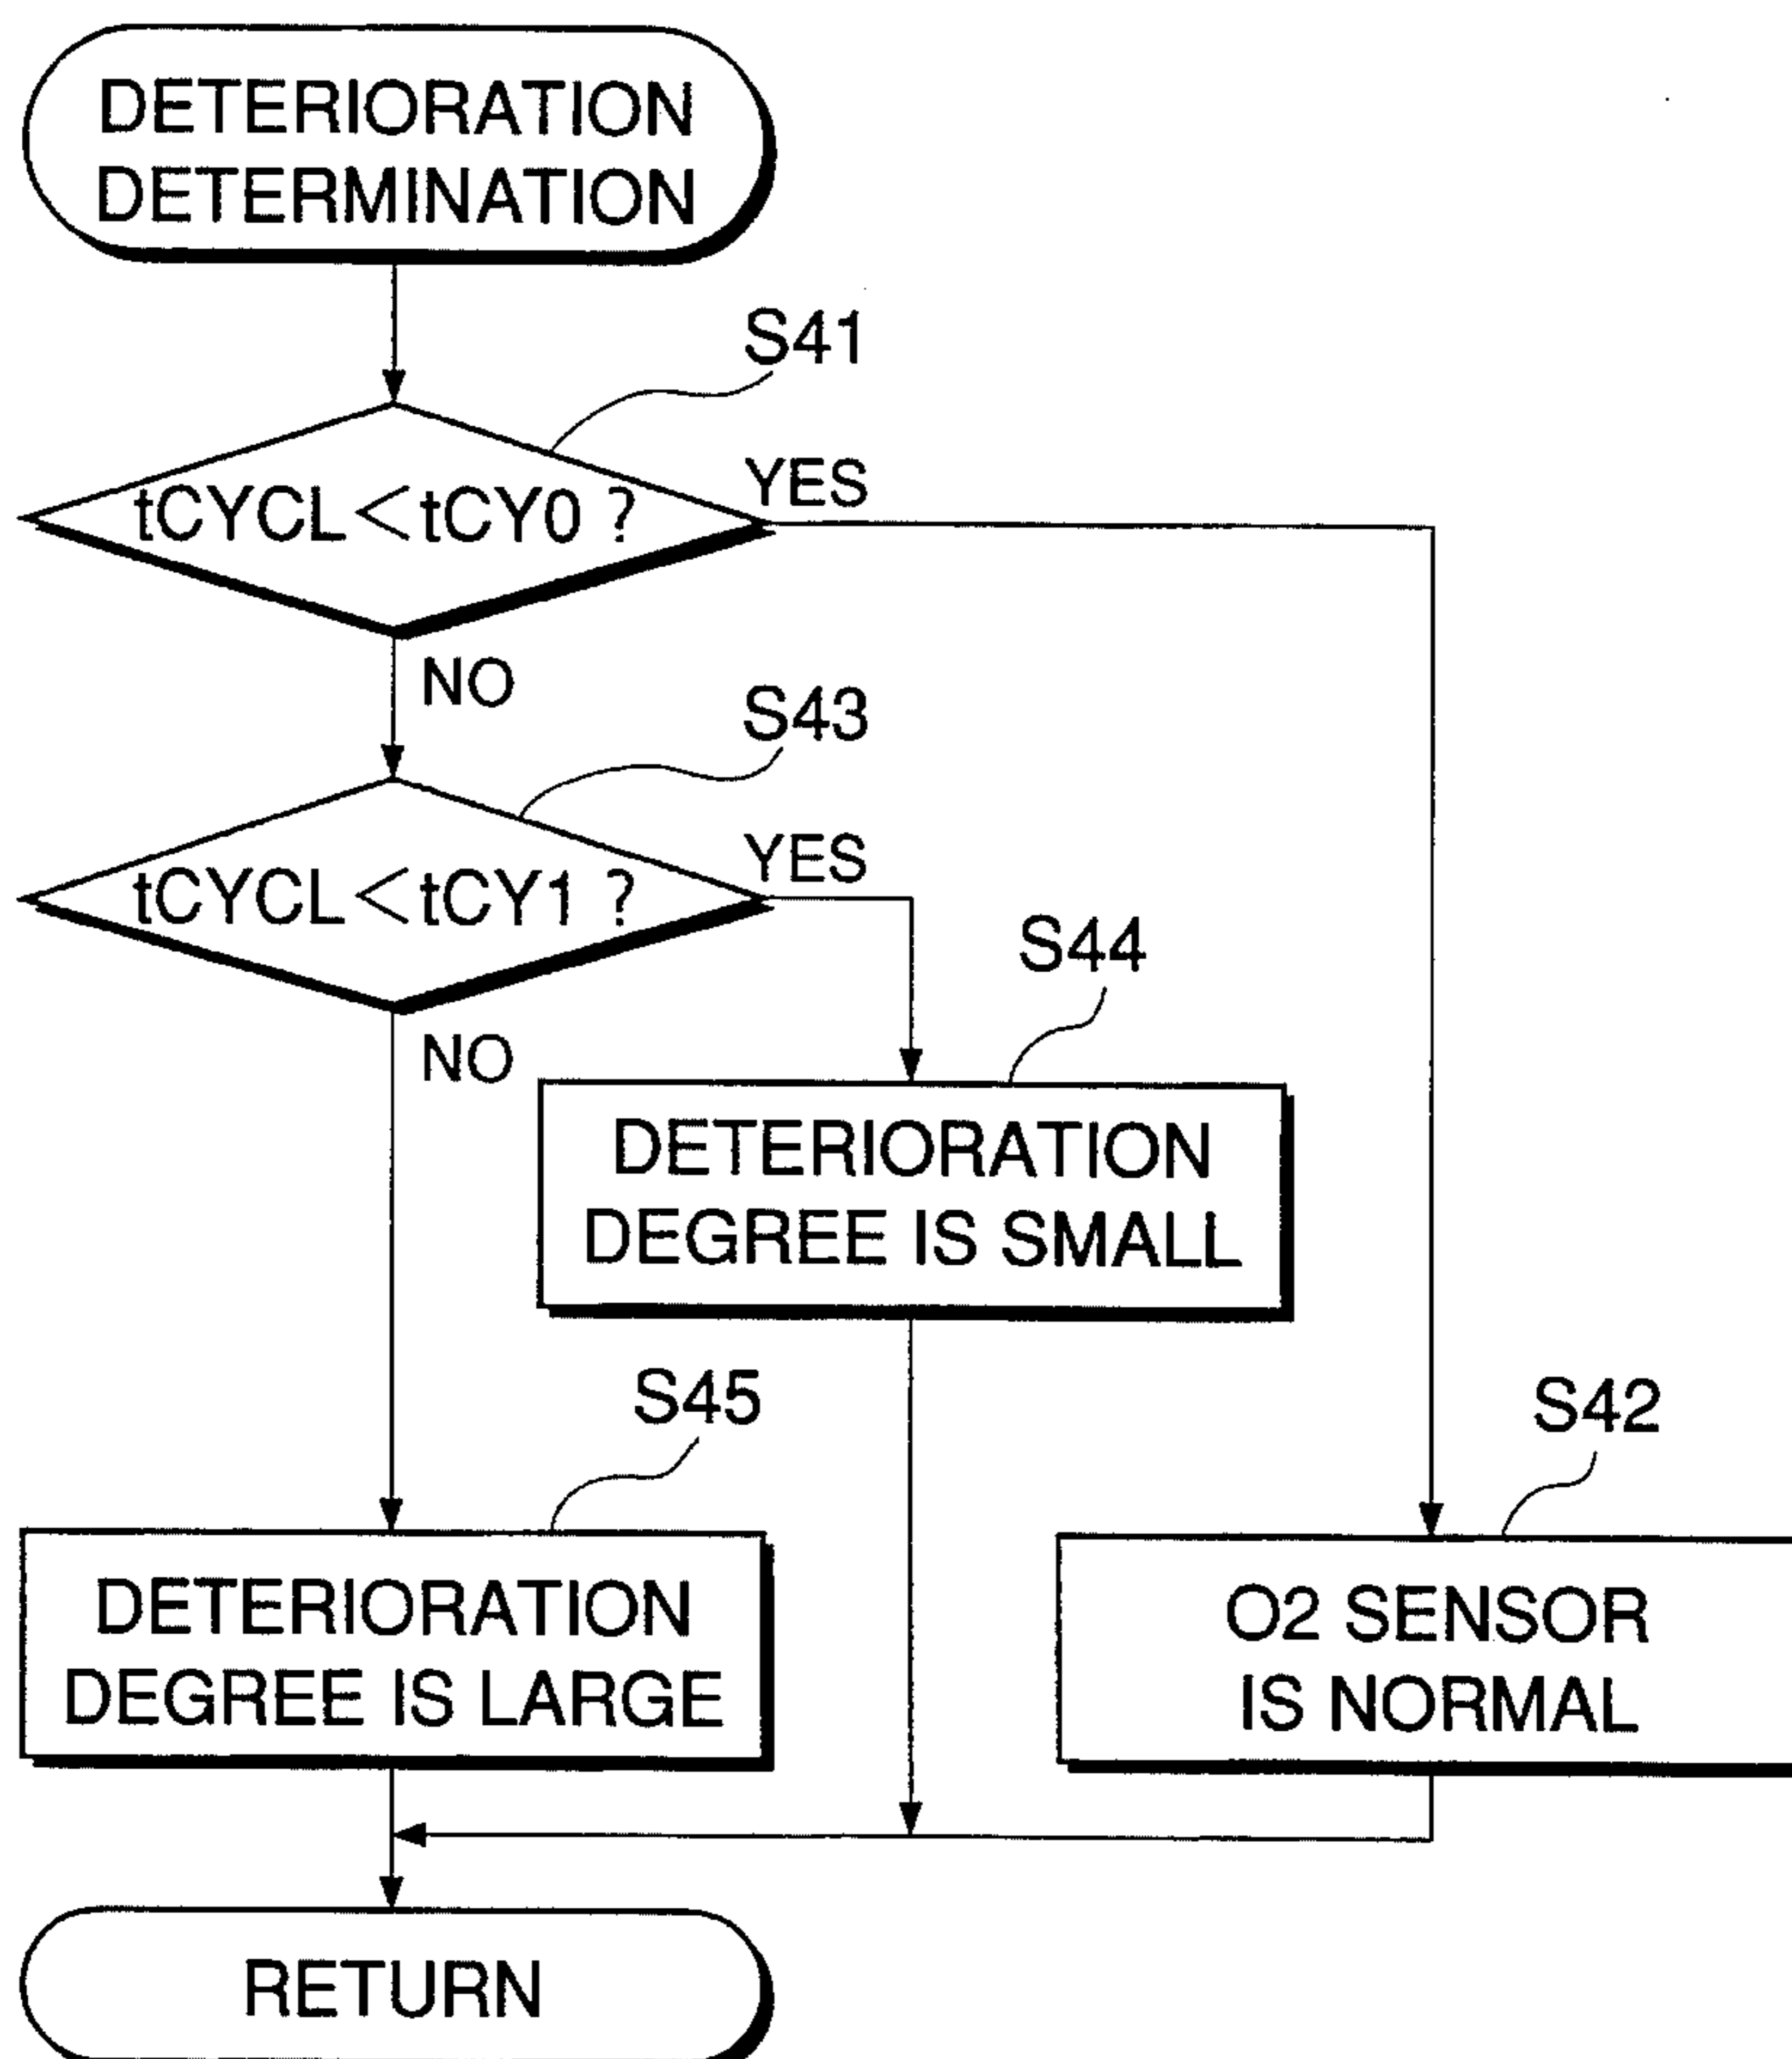 DETERIORATION
DETERMINATION
S41
tCYCL<tCY0 ?
YES
NO
S43
tCYCL<tCY1 ?
YES
NO
S44
DETERIORATION
DEGREE IS SMALL
S45
DETERIORATION
DEGREE IS LARGE
S42
O2 SENSOR
IS NORMAL
RETURN